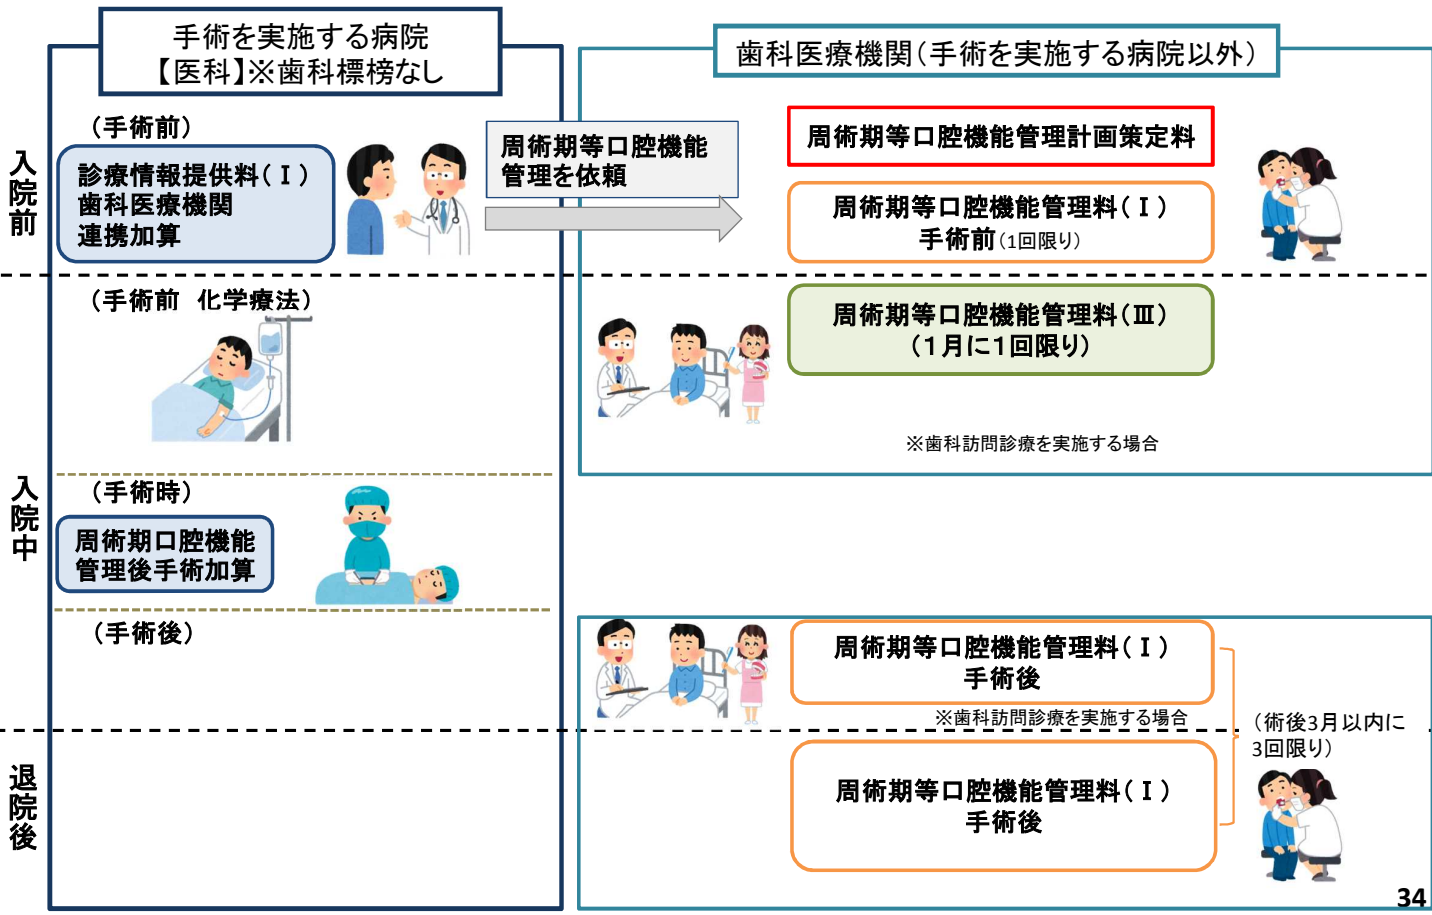 手術を実施する病院
【医科】※歯科標榜なし
歯科医療機関(手術を実施する病院以外)
入院前
(手術前)
診療情報提供料(Ⅰ)
歯科医療機関
連携加算
周術期等口腔機能
管理を依頼
周術期等口腔機能管理計画策定料
周術期等口腔機能管理料(Ⅰ)
手術前(1回限り)
入院中
(手術前 化学療法)
周術期等口腔機能管理料(Ⅲ)
(1月に1回限り)
※歯科訪問診療を実施する場合
(手術時)
周術期口腔機能
管理後手術加算
(手術後)
周術期等口腔機能管理料(Ⅰ)
手術後
※歯科訪問診療を実施する場合
(術後3月以内に
3回限り)
退院後
周術期等口腔機能管理料(Ⅰ)
手術後
34